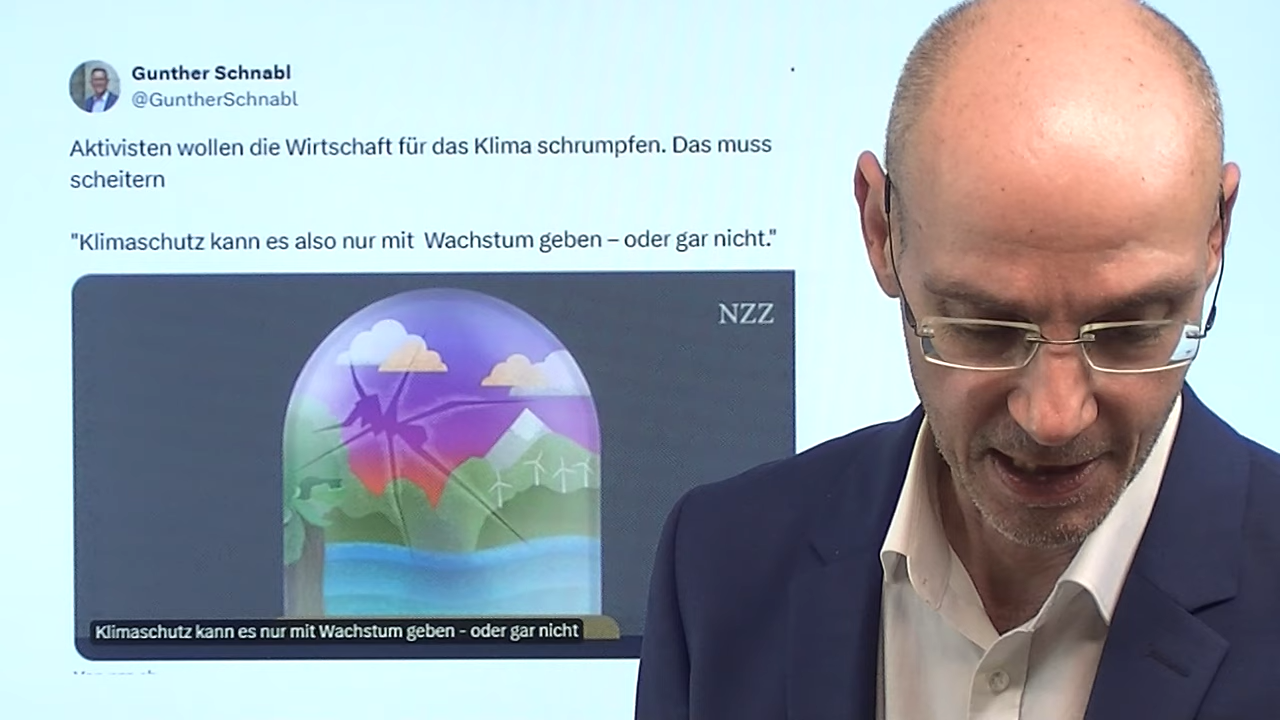 Gunther Schnabl
@GuntherSchnabl
Aktivisten wollen die Wirtschaft für das Klima schrumpfen. Das muss
scheitern
"Klimaschutz kann es also nur mit Wachstum geben – oder gar nicht."
NZZ
Klimaschutz kann es nur mit Wachstum geben – oder gar nicht